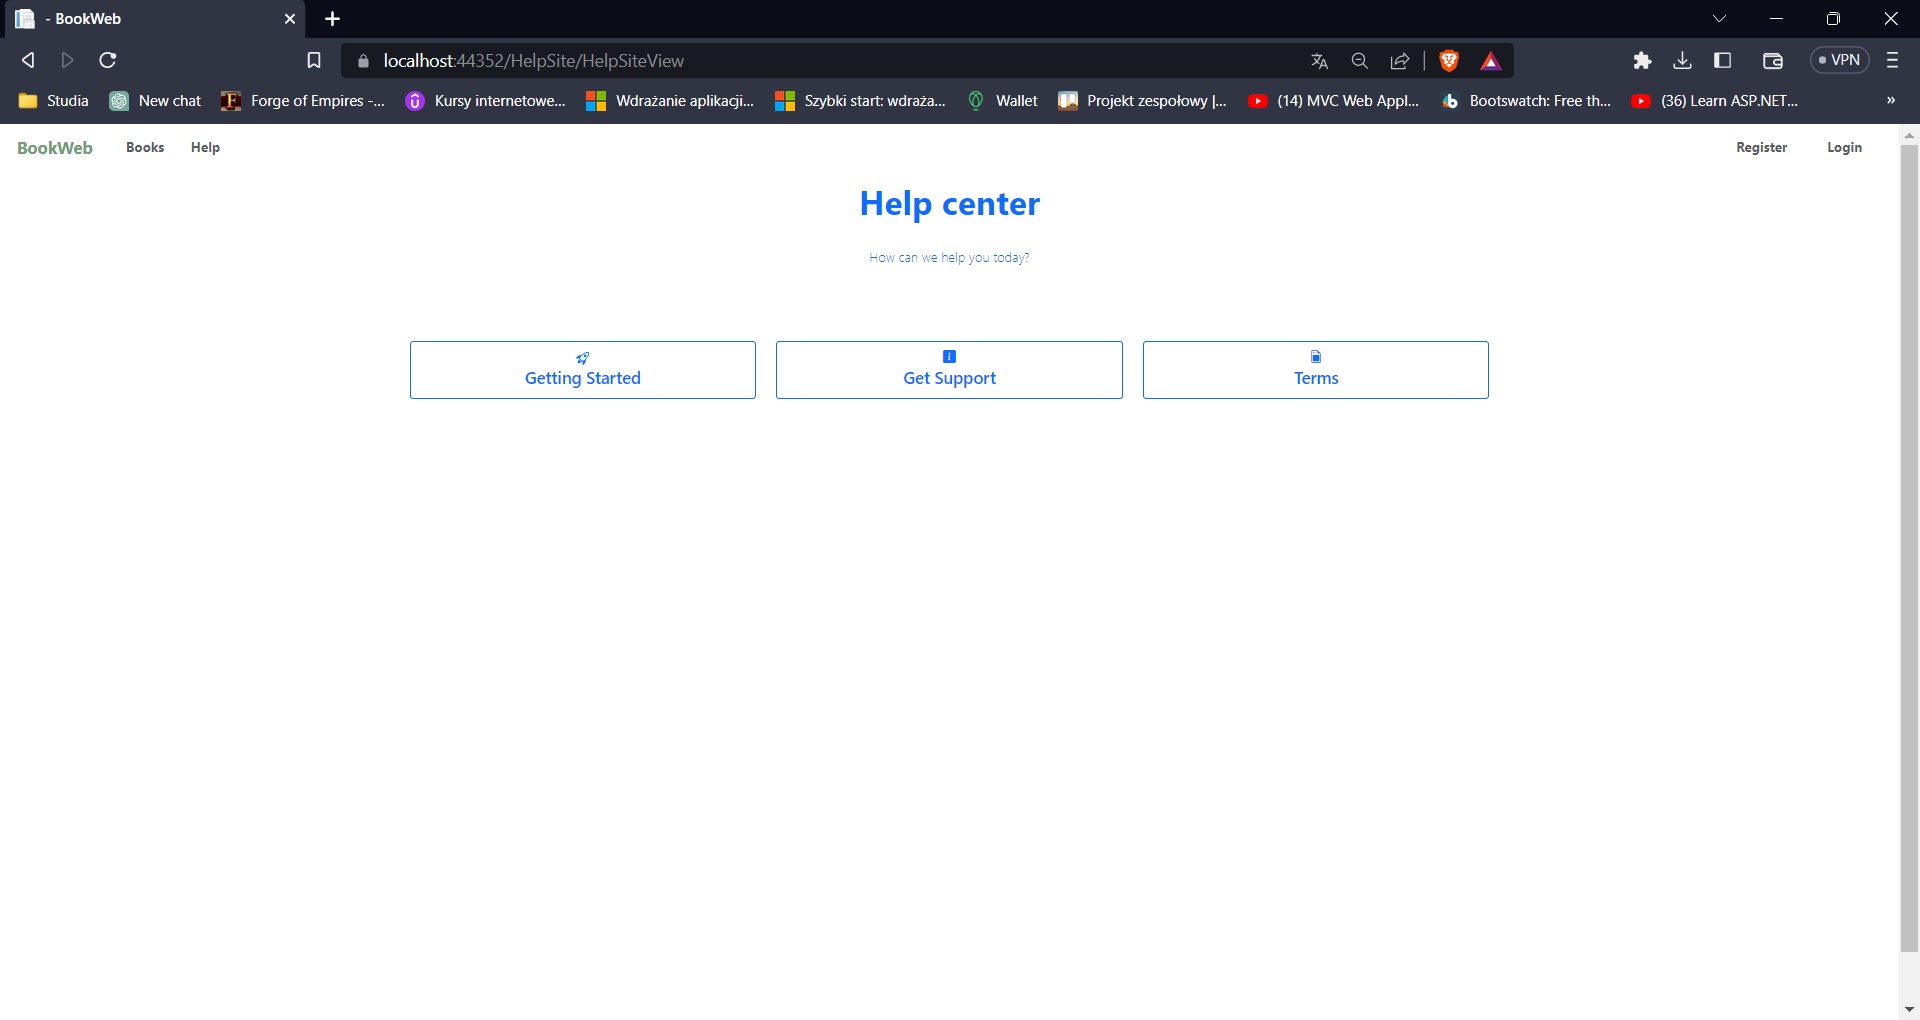 - BookWeb
localhost:44352/HelpSite/HelpSiteView
VPN
Studia
New chat
Forge of Empires -...
Kursy internetowe...
Wdrażanie aplikacji...
Szybki start: wdraża...
Wallet
Projekt zespołowy |...
(14) MVC Web Appl...
Bootswatch: Free th...
(36) Learn ASP.NET...
»
BookWeb Books Help Register Login
Help center
How can we help you today?
Getting Started
Get Support
Terms